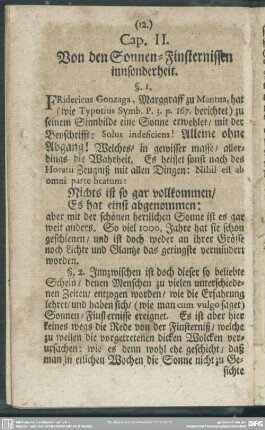 (12.)
Cap. II.
Von den Sonnen-Finsternissen
innsonderheit.
§. 1.
FRidericus Gonzaga, Marggraff zu Mantua, hat
(wie Typotius Symb. P. 3. p. 167. berichtet) zu
seinem Sinnbilde eine Sonne erwehlet/ mit der
Beyschrifft: Solus indeficiens! Alleine ohne
Abgang! Welches/ in gewisser masse/ aller-
dings die Wahrheit. Es heisset sonst nach des
Horatii Zeugniß mit allen Dingen: Nihil est ab
omni parte beatum:
Nichts ist so gar vollkommen/
Es hat einst abgenommen:
aber mit der schönen herrlichen Sonne ist es gar
weit anders. So viel 1000. Jahre hat sie schon
geschienen/ und ist doch weder an ihrer Grösse
noch Lichte und Glantze das geringste vermindert
worden.
§. 2. Immzwischen ist doch dieser so beliebte
Schein/ denen Menschen zu vielen unterschiede-
nen Zeiten/ entzogen worden/ wie die Erfahrung
lehret/ und haben sich/ (wie man cum vulgo saget)
Sonnen-Finsternisse ereignet. Es ist aber hier
keines wegs die Rede von der Finsterniß/ welche
zu weilen die vorgetretenen dicken Wolcken ver-
ursachen: wie es denn wohl ehe geschicht/ daß
man in etlichen Wochen die Sonne nicht zu Ge-
sichte